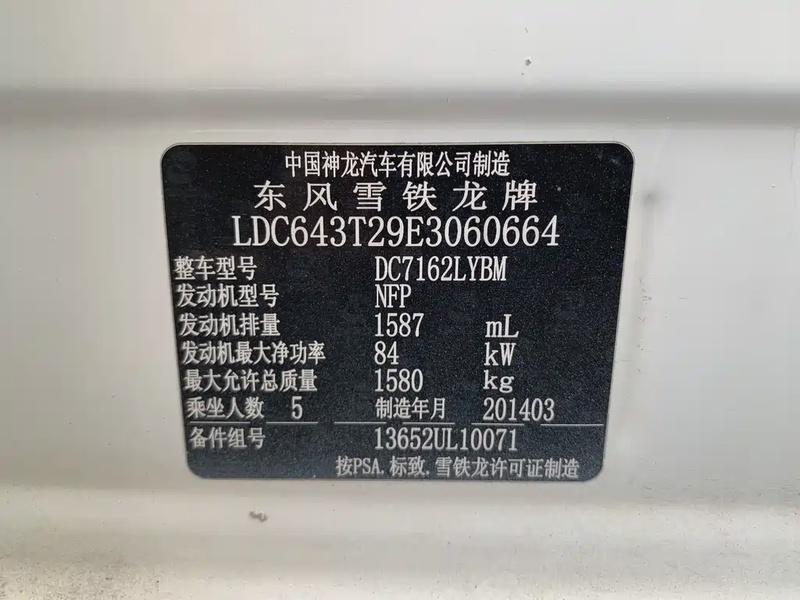 中国神龙汽车有限公司制造
东风雪铁龙牌
LDC643T29E3060664
整车型号 DC7162LYBM
发动机型号 NFP
发动机排量 1587 mL
发动机最大净功率 84 kW
最大允许总质量 1580 kg
乘坐人数 5 制造年月 201403
备件组号 13652UL10071
按PSA.标致.雪铁龙许可证制造